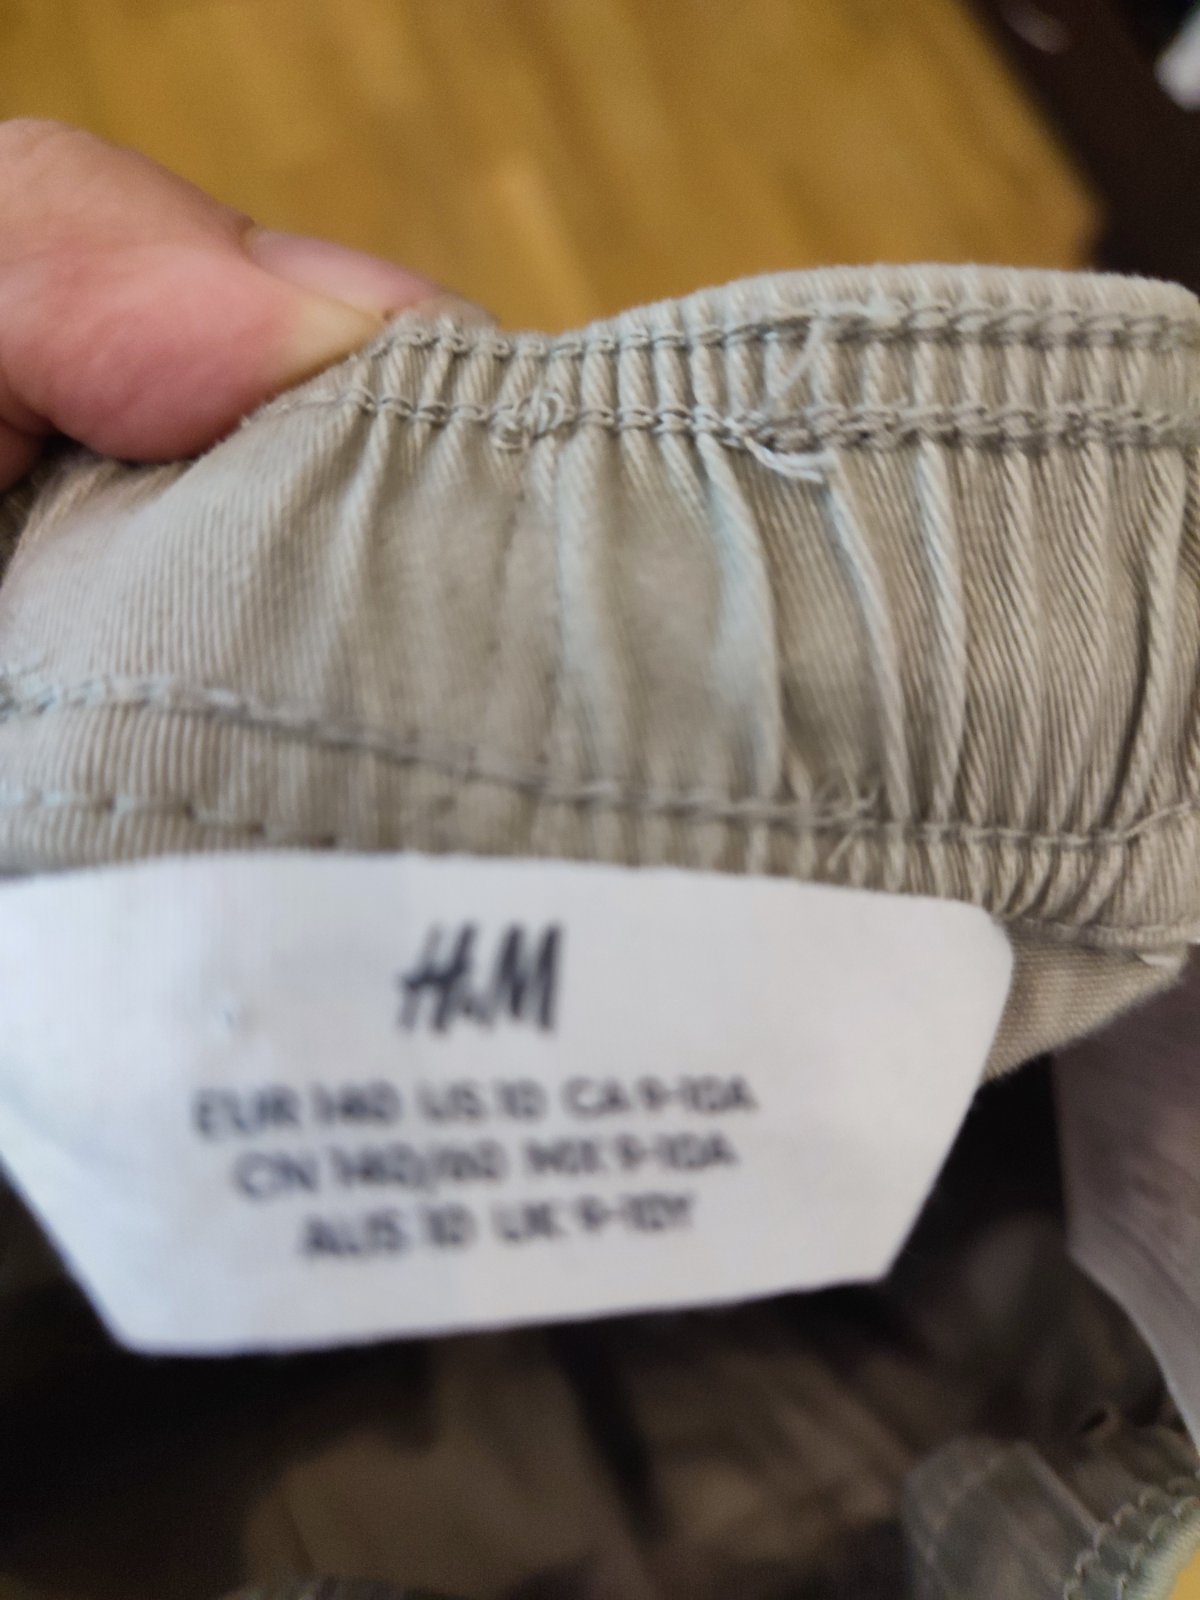 H&M
EUR 140 US 10 CA 9-10A
CN 140/60 MX 9-10A
AUS 10 UK 9-10Y